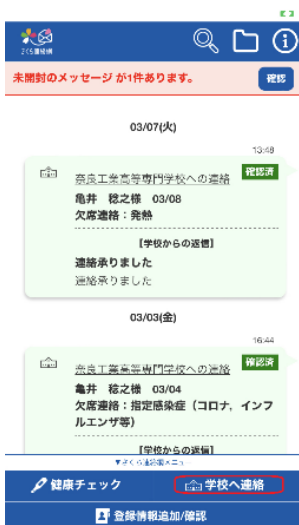 さくら連絡網
未開封のメッセージ が1件あります。
確認
03/07(火)
13:48
奈良工業高等専門学校への連絡
確認済
亀井 稔之様 03/08
欠席連絡：発熱
【学校からの返信】
連絡承りました
連絡承りました
03/03(金)
16:44
奈良工業高等専門学校への連絡
確認済
亀井 稔之様 03/04
欠席連絡：指定感染症（コロナ，インフ
ルエンザ等）
【学校からの返信】
▼さくら連絡網メニュー
健康チェック
学校へ連絡
登録情報追加/確認